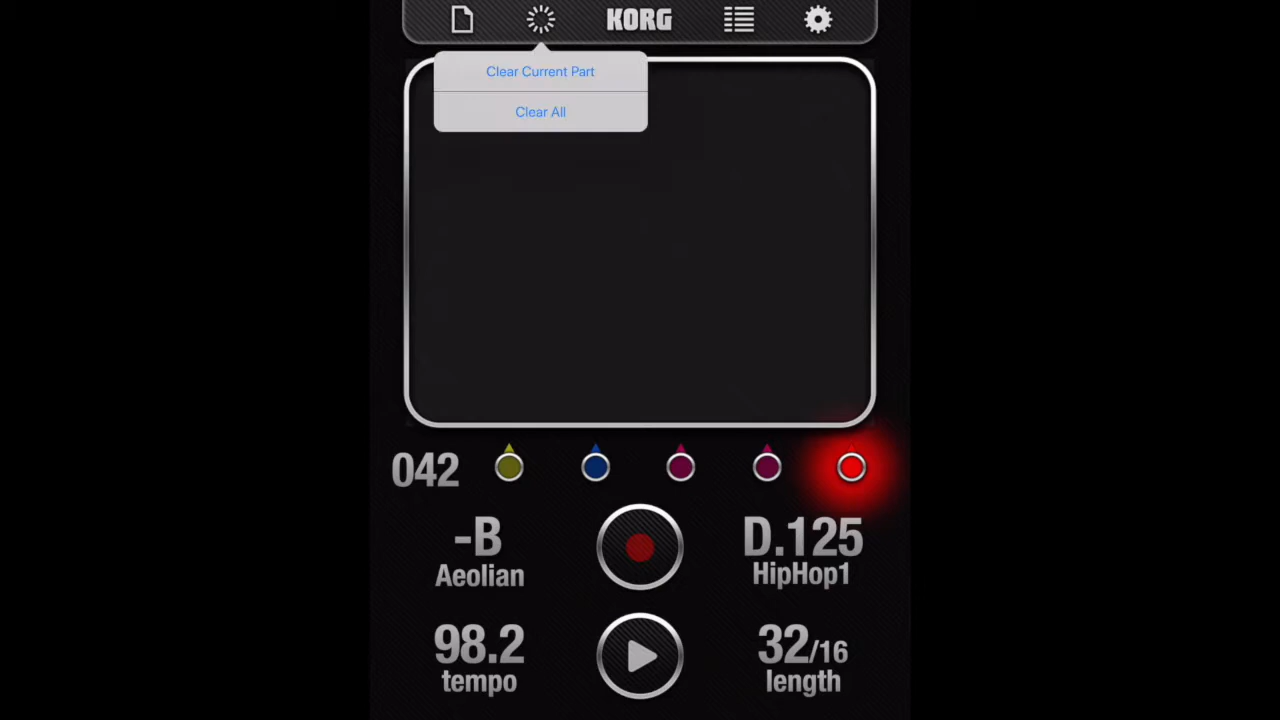 KORG
Clear Current Part
Clear All
042
-B
Aeolian
D.125
HipHop1
98.2
tempo
32/16
length